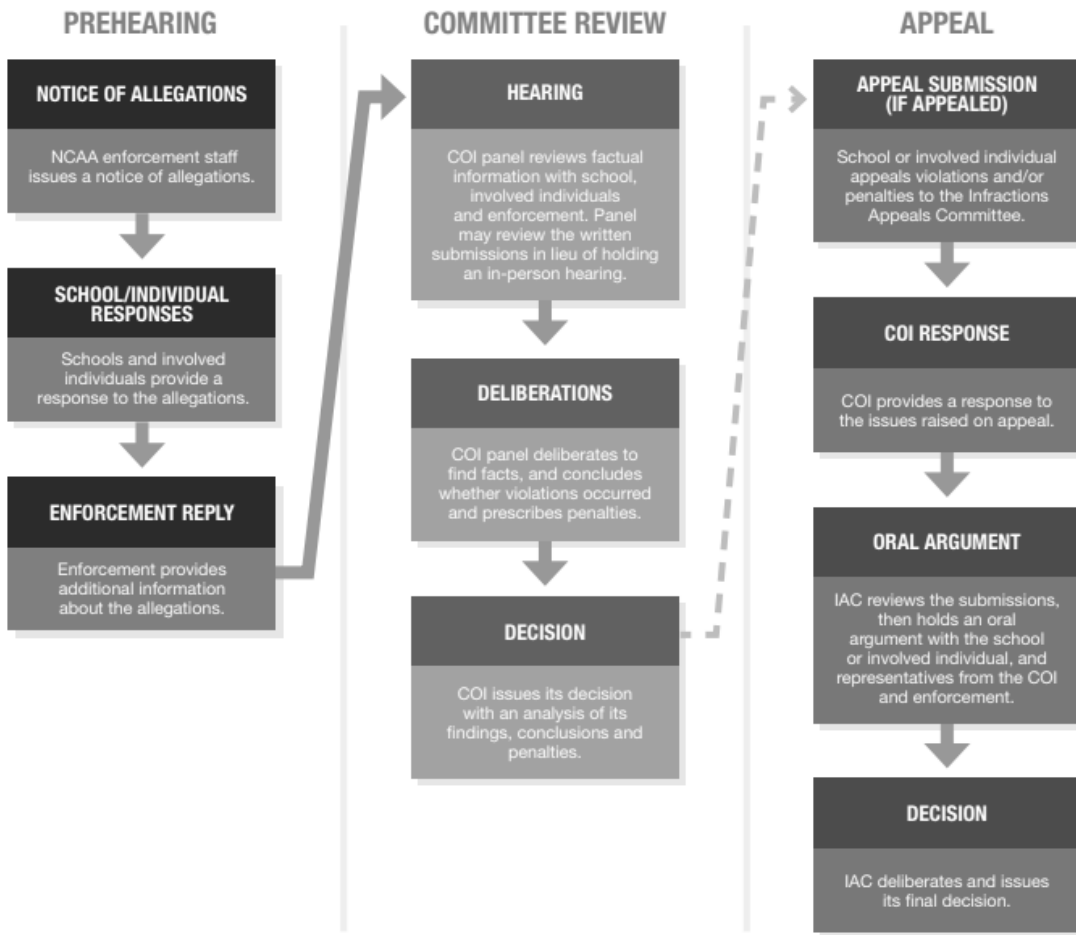 PREHEARING
NOTICE OF ALLEGATIONS
NCAA enforcement staff
issues a notice of allegations.
SCHOOL/INDIVIDUAL
RESPONSES
Schools and involved
individuals provide a
response to the allegations.
ENFORCEMENT REPLY
Enforcement provides
additional information
about the allegations.
COMMITTEE REVIEW
HEARING
COI panel reviews factual
information with school,
involved individuals
and enforcement. Panel
may review the written
submissions in lieu of holding
an in-person hearing.
DELIBERATIONS
COI panel deliberates to
find facts, and concludes
whether violations occurred
and prescribes penalties.
DECISION
COI issues its decision
with an analysis of its
findings, conclusions and
penalties.
APPEAL
APPEAL SUBMISSION
(IF APPEALED)
School or involved individual
appeals violations and/or
penalties to the Infractions
Appeals Committee.
COI RESPONSE
COI provides a response to
the issues raised on appeal.
ORAL ARGUMENT
IAC reviews the submissions,
then holds an oral
argument with the school
or involved individual, and
representatives from the COI
and enforcement.
DECISION
IAC deliberates and issues
its final decision.